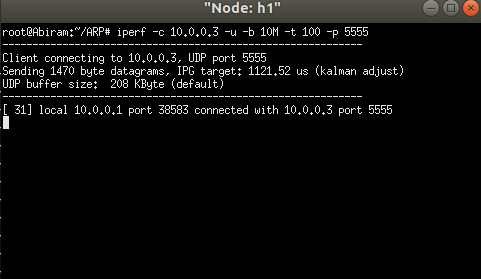 "Node: h1"
root@Abiram:~/ARP# iperf -c 10.0.0.3 -u -b 10M -t 100 -p 5555
------------------------------------------------------------
Client connecting to 10.0.0.3, UDP port 5555
Sending 1470 byte datagrams, IPG target: 1121.52 us (kalman adjust)
UDP buffer size:  208 KByte (default)
------------------------------------------------------------
[ 31] local 10.0.0.1 port 38583 connected with 10.0.0.3 port 5555